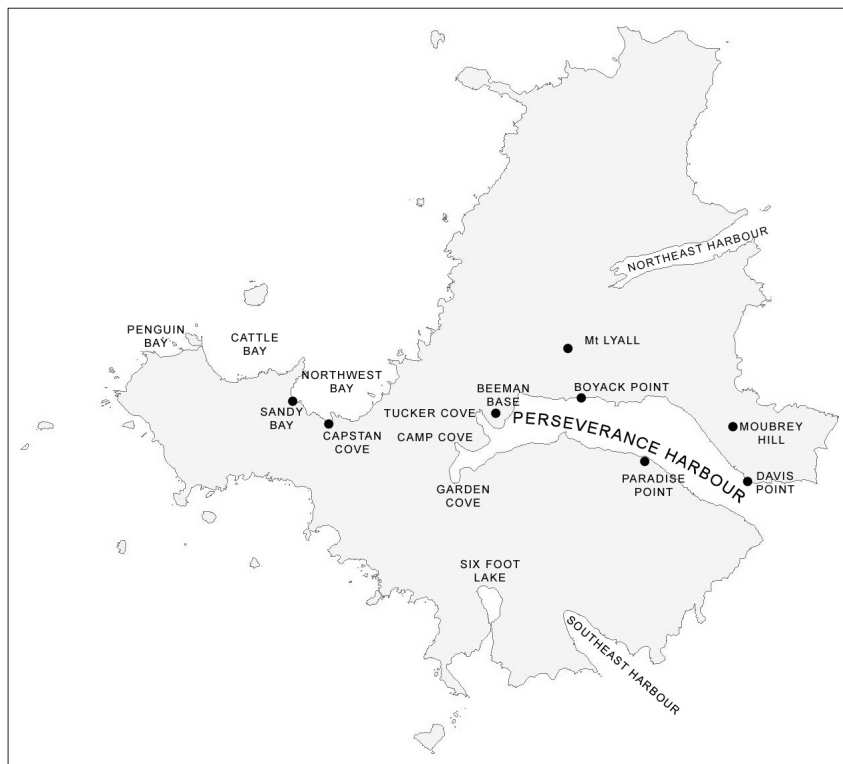 NORTHEAST HARBOUR
PENGUIN
BAY
CATTLE
BAY
Mt LYALL
NORTHWEST
BAY
BEEMAN
BASE
BOYACK POINT
SANDY
BAY
TUCKER COVE
PERSEVERANCE HARBOUR
MOUBREY
HILL
CAPSTAN
COVE
CAMP COVE
GARDEN
COVE
PARADISE
POINT
DAVIS
POINT
SIX FOOT
LAKE
SOUTHEAST HARBOUR